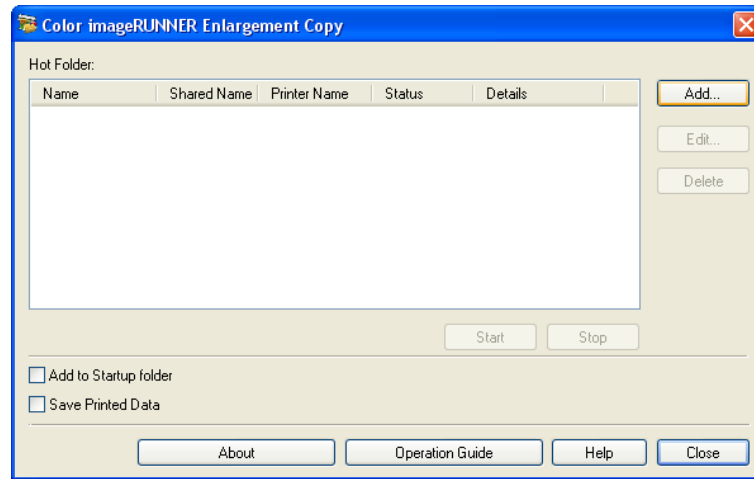 Color imageRUNNER Enlargement Copy
Hot Folder:
Name Shared Name Printer Name Status Details
Add...
Edit...
Delete
Start Stop
Add to Startup folder
Save Printed Data
About Operation Guide Help Close